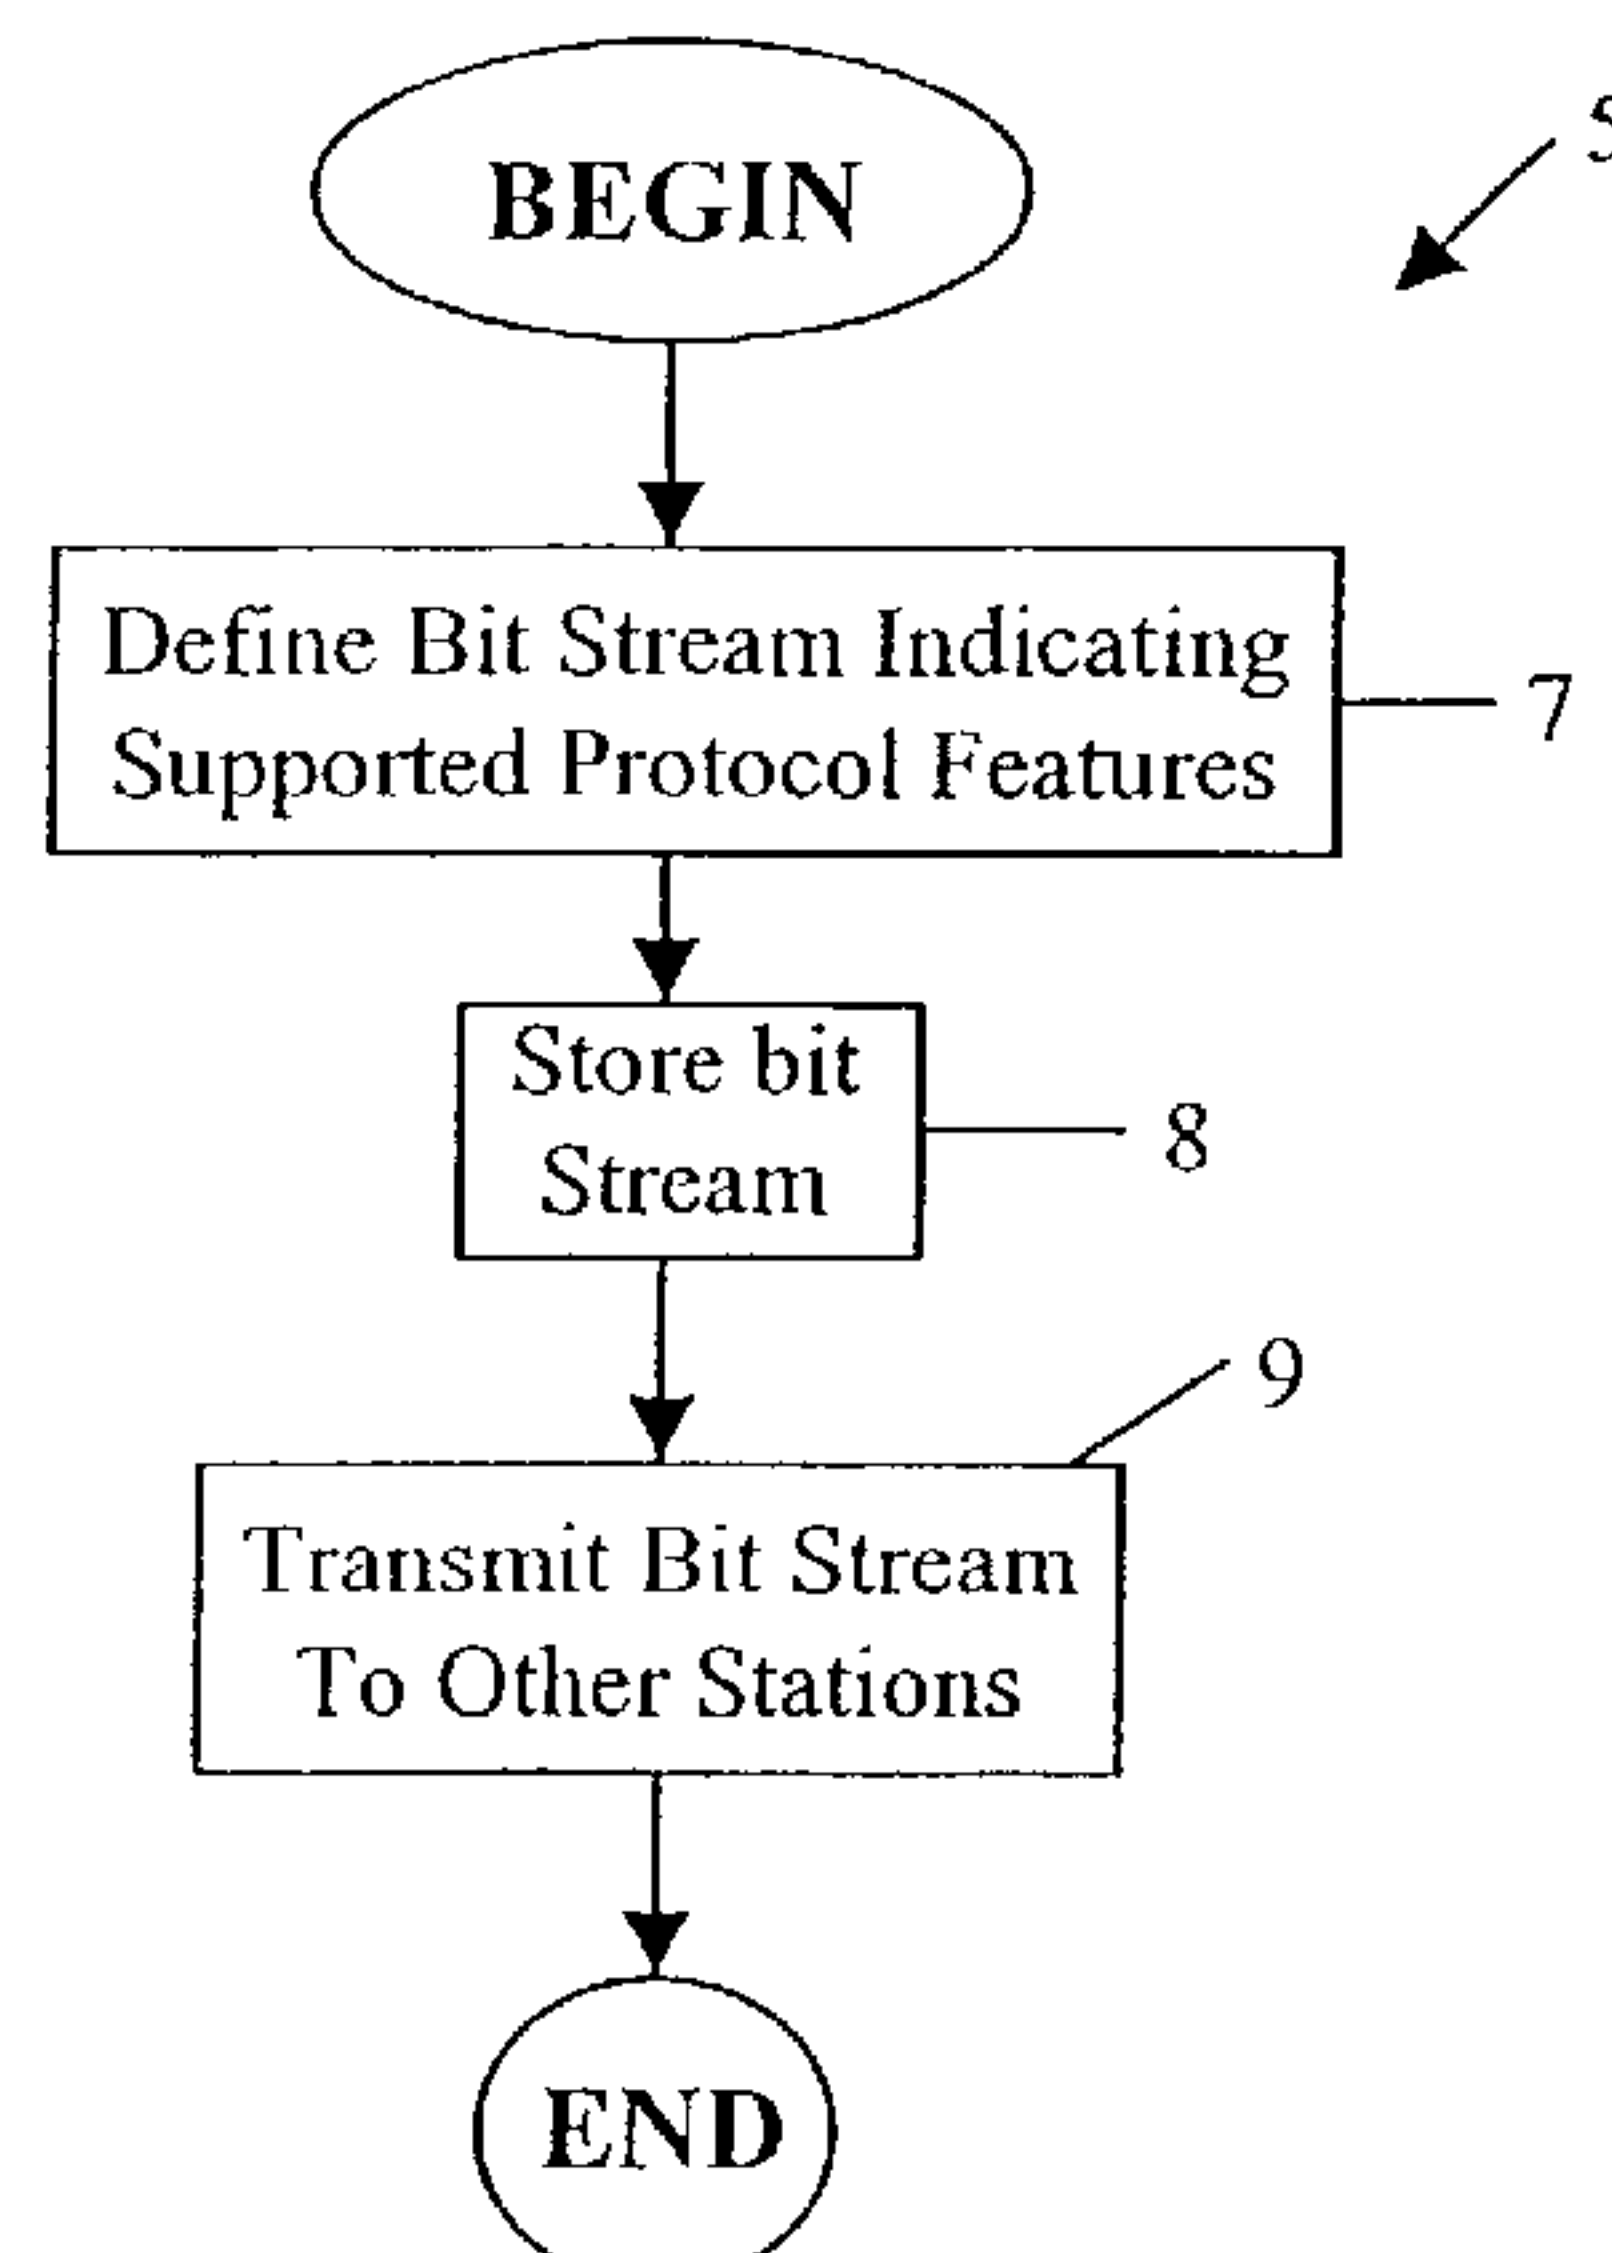 BEGIN
5
Define Bit Stream Indicating
Supported Protocol Features
7
Store bit
Stream
8
9
Transmit Bit Stream
To Other Stations
END